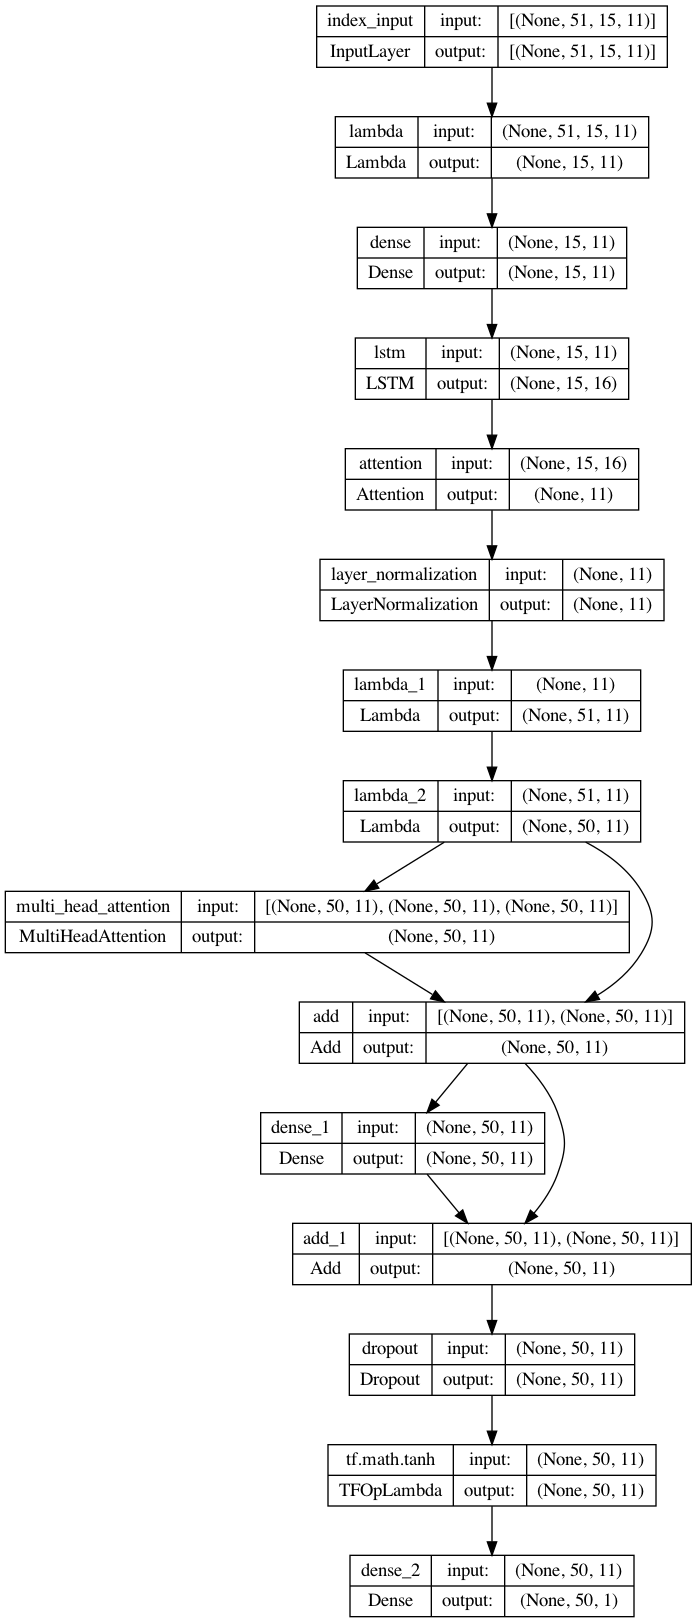 index_input input: [(None, 51, 15, 11)]
InputLayer output: [(None, 51, 15, 11)]
lambda input: (None, 51, 15, 11)
Lambda output: (None, 15, 11)
dense input: (None, 15, 11)
Dense output: (None, 15, 11)
lstm input: (None, 15, 11)
LSTM output: (None, 15, 16)
attention input: (None, 15, 16)
Attention output: (None, 11)
layer_normalization input: (None, 11)
LayerNormalization output: (None, 11)
lambda_1 input: (None, 11)
Lambda output: (None, 51, 11)
lambda_2 input: (None, 51, 11)
Lambda output: (None, 50, 11)
multi_head_attention input: [(None, 50, 11), (None, 50, 11), (None, 50, 11)]
MultiHeadAttention output: (None, 50, 11)
add input: [(None, 50, 11), (None, 50, 11)]
Add output: (None, 50, 11)
dense_1 input: (None, 50, 11)
Dense output: (None, 50, 11)
add_1 input: [(None, 50, 11), (None, 50, 11)]
Add output: (None, 50, 11)
dropout input: (None, 50, 11)
Dropout output: (None, 50, 11)
tf.math.tanh input: (None, 50, 11)
TFOpLambda output: (None, 50, 11)
dense_2 input: (None, 50, 11)
Dense output: (None, 50, 1)